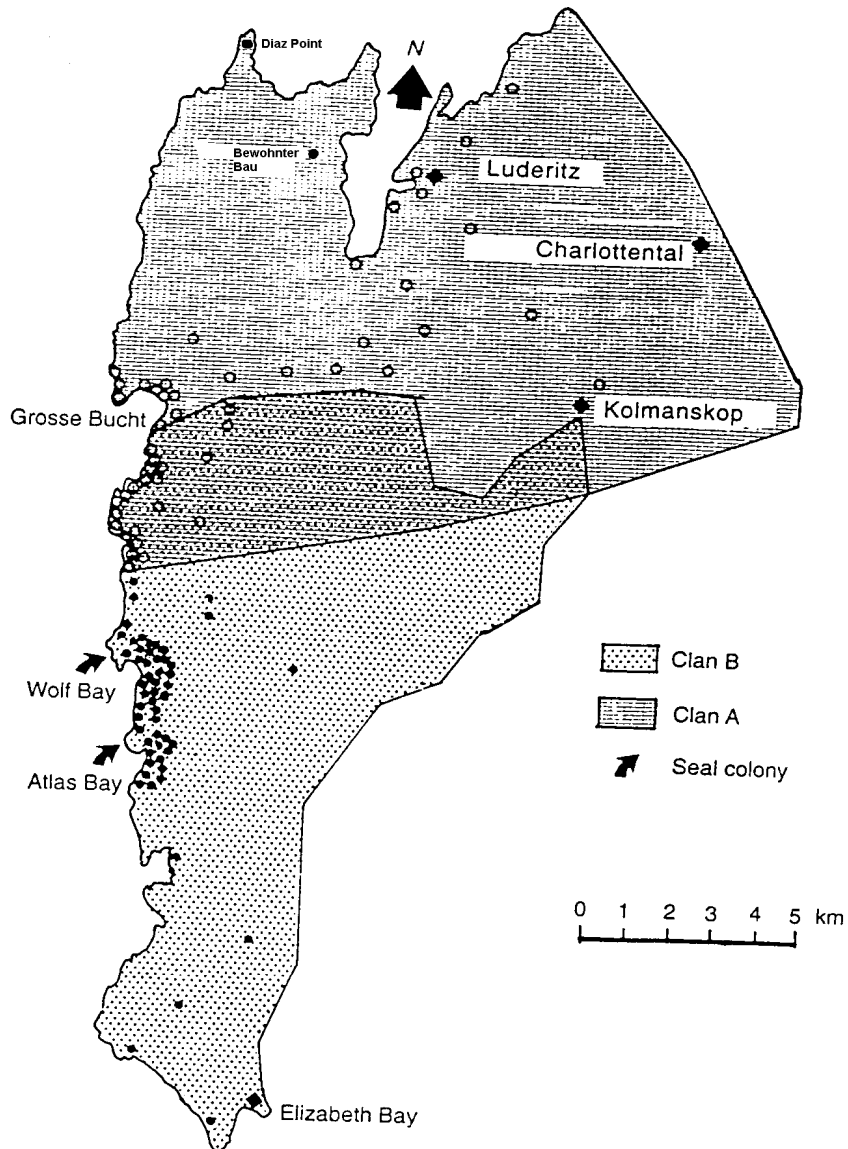 Diaz Point
N
Bewohnter
Bau
Luderitz
Charlottental
Grosse Bucht
Kolmanskop
Clan B
Wolf Bay
Clan A
Atlas Bay
Seal colony
0 1 2 3 4 5 km
Elizabeth Bay